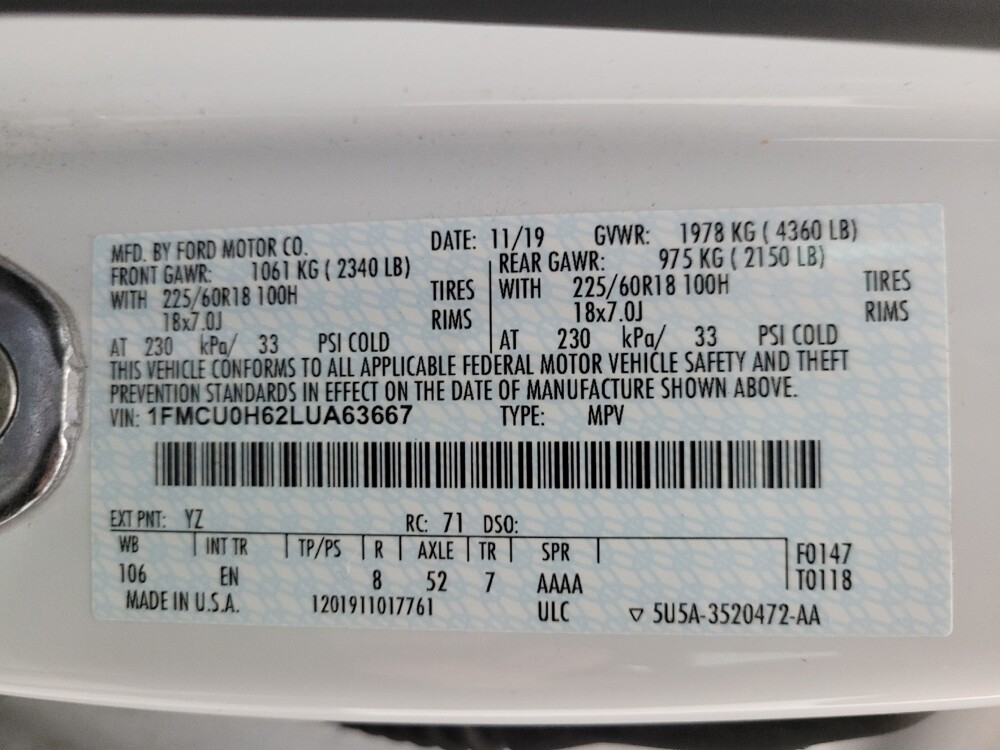 MFD. BY FORD MOTOR CO. DATE: 11/19 GVWR: 1978 KG ( 4360 LB)
FRONT GAWR: 1061 KG ( 2340 LB) REAR GAWR: 975 KG ( 2150 LB)
WITH 225/60R18 100H TIRES WITH 225/60R18 100H TIRES
18x7.0J RIMS 18x7.0J RIMS
AT 230 kPa/ 33 PSI COLD AT 230 kPa/ 33 PSI COLD
THIS VEHICLE CONFORMS TO ALL APPLICABLE FEDERAL MOTOR VEHICLE SAFETY AND THEFT
PREVENTION STANDARDS IN EFFECT ON THE DATE OF MANUFACTURE SHOWN ABOVE.
VIN: 1FMCU0H62LUA63667 TYPE: MPV
EXT PNT: YZ RC: 71 DSO:
WB INT TR TP/PS R AXLE TR SPR F0147
106 EN 8 52 7 AAAA T0118
MADE IN U.S.A. 1201911017761 ULC ▽ 5U5A-3520472-AA